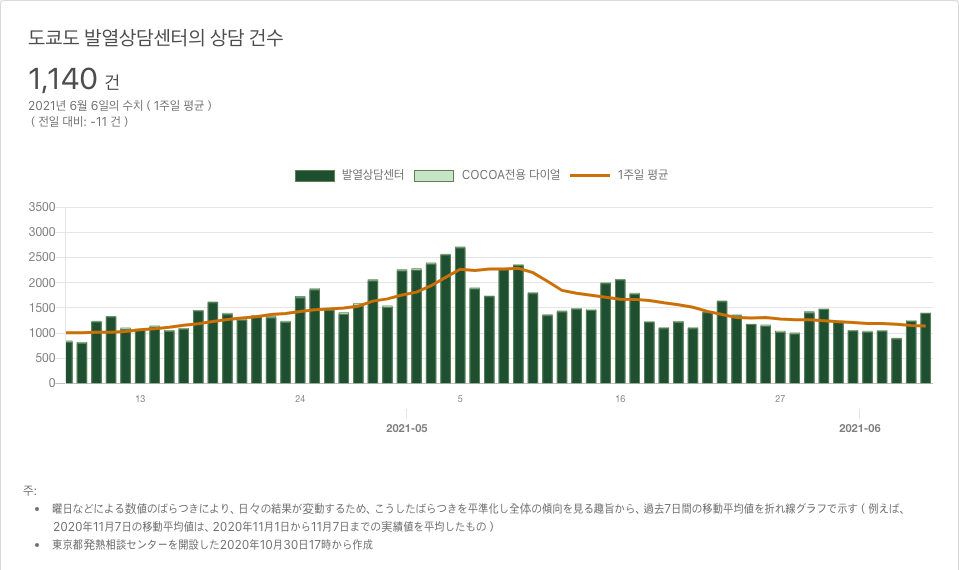 도쿄도 발열상담센터의 상담 건수
1,140 건
2021년 6월 6일의 수치 ( 1주일 평균 )
( 전일 대비: -11 건 )
발열상담센터 COCOA전용 다이얼 1주일 평균
3500
3000
2500
2000
1500
1000
500
0
13 24 5 16 27
2021-05 2021-06
주:
曜日などによる数値のばらつきにより、日々の結果が変動するため、こうしたばらつきを平準化し全体の傾向を見る趣旨から、過去7日間の移動平均値を折れ線グラフで示す ( 例えば、
2020年11月7日の移動平均値は、2020年11月1日から11月7日までの実績値を平均したもの )
東京都発熱相談センターを開設した2020年10月30日17時から作成